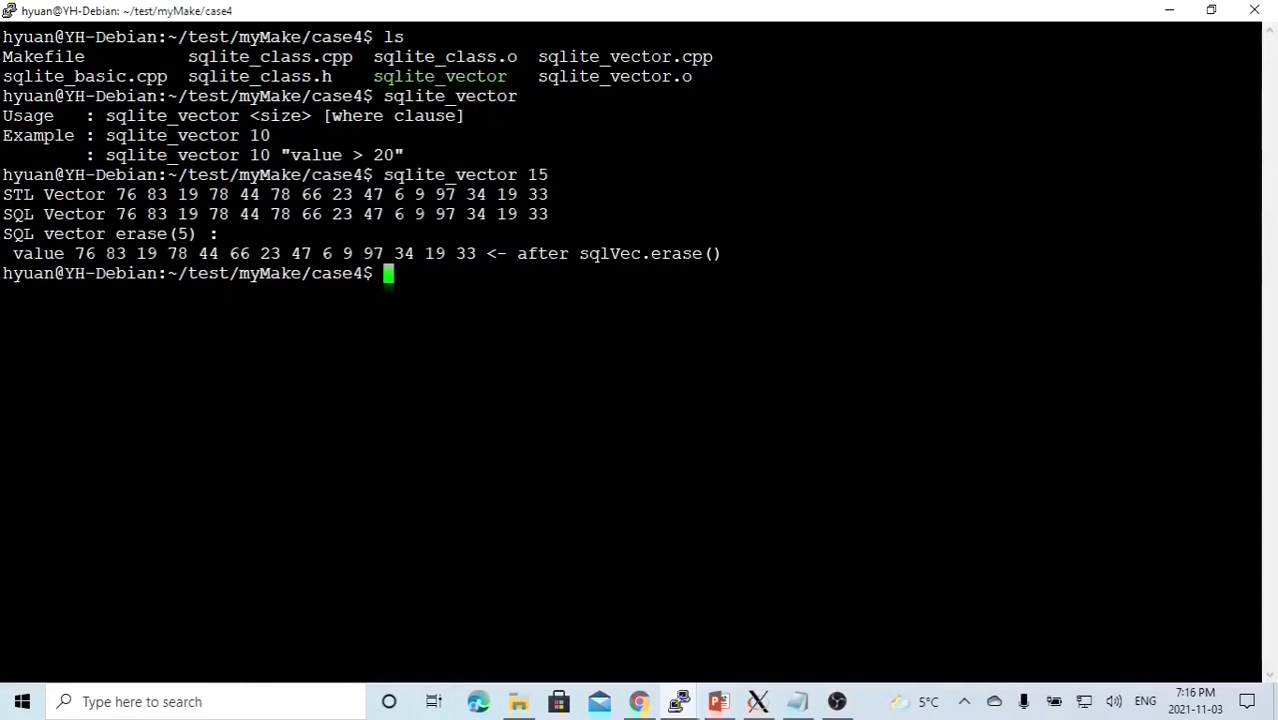 hyuan@YH-Debian: ~/test/myMake/case4
hyuan@YH-Debian:~/test/myMake/case4$ ls
Makefile sqlite_class.cpp sqlite_class.o sqlite_vector.cpp
sqlite_basic.cpp sqlite_class.h sqlite_vector sqlite_vector.o
hyuan@YH-Debian:~/test/myMake/case4$ sqlite_vector
Usage : sqlite_vector <size> [where clause]
Example : sqlite_vector 10
: sqlite_vector 10 "value > 20"
hyuan@YH-Debian:~/test/myMake/case4$ sqlite_vector 15
STL Vector 76 83 19 78 44 78 66 23 47 6 9 97 34 19 33
SQL Vector 76 83 19 78 44 78 66 23 47 6 9 97 34 19 33
SQL vector erase(5) :
value 76 83 19 78 44 66 23 47 6 9 97 34 19 33 <- after sqlVec.erase()
hyuan@YH-Debian:~/test/myMake/case4$
Type here to search
5°C
ENG
7:16 PM
2021-11-03